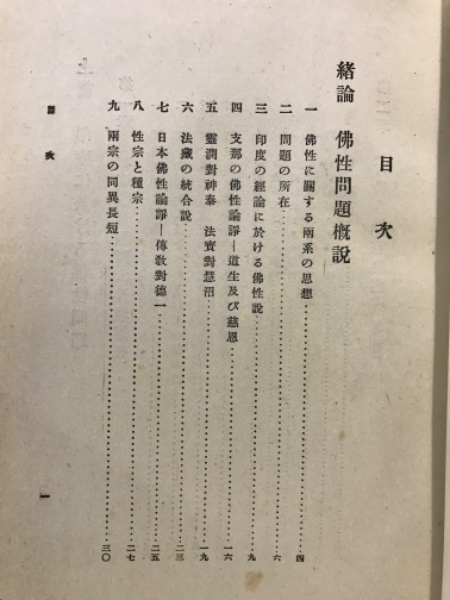 目次
緒論 佛性問題概說
一 佛性に關する兩系の思想…………四
二 問題の所在…………六
三 印度の經論に於ける佛性說…………九
四 支那の佛性論諍―道生及び慈恩…………一六
五 靈潤對神泰 法寶對慧沼…………一九
六 法藏の統合說…………二三
七 日本佛性論諍―傳敎對德一…………二五
八 性宗と種宗…………二七
九 兩宗の同異長短…………三〇
目次
一